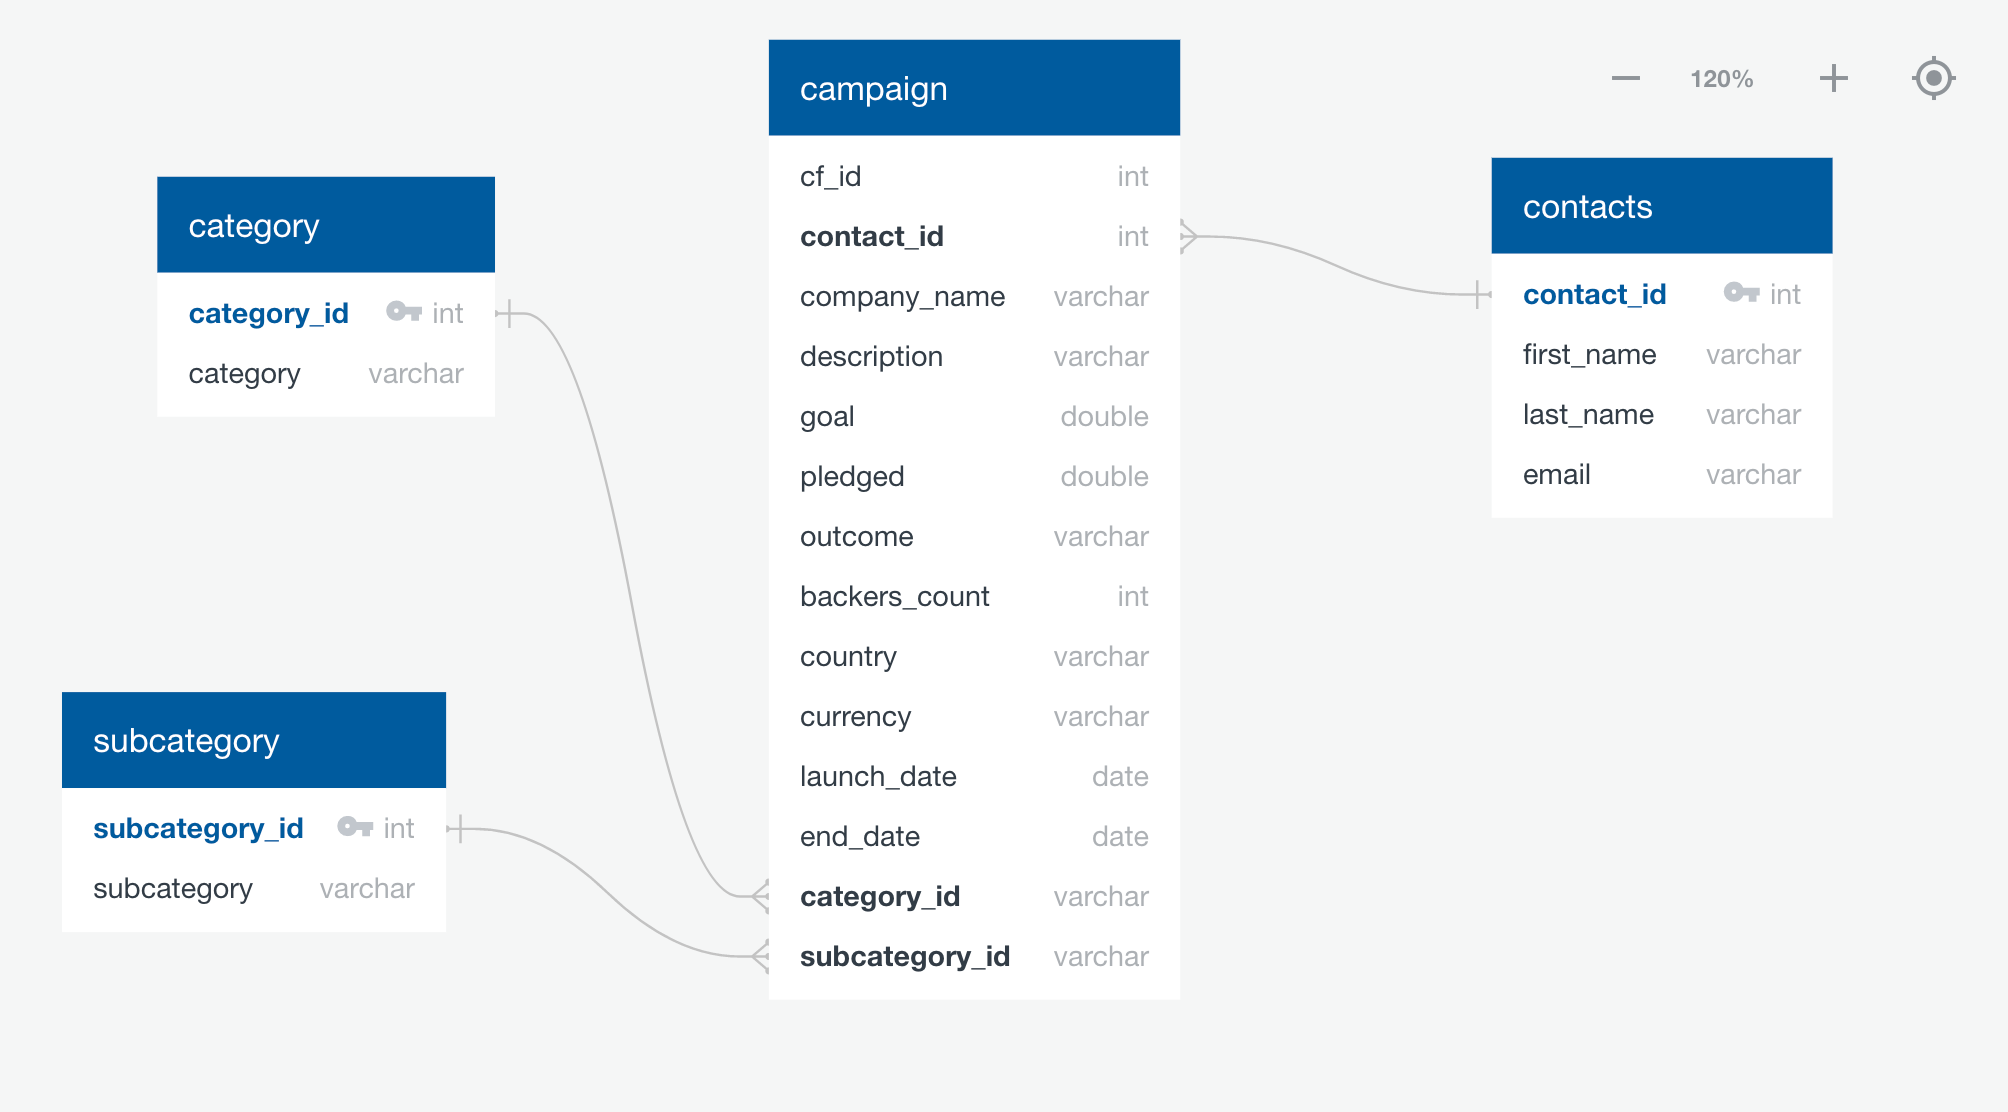 120%
category
category_id int
category varchar
subcategory
subcategory_id int
subcategory varchar
campaign
cf_id int
contact_id int
company_name varchar
description varchar
goal double
pledged double
outcome varchar
backers_count int
country varchar
currency varchar
launch_date date
end_date date
category_id varchar
subcategory_id varchar
contacts
contact_id int
first_name varchar
last_name varchar
email varchar